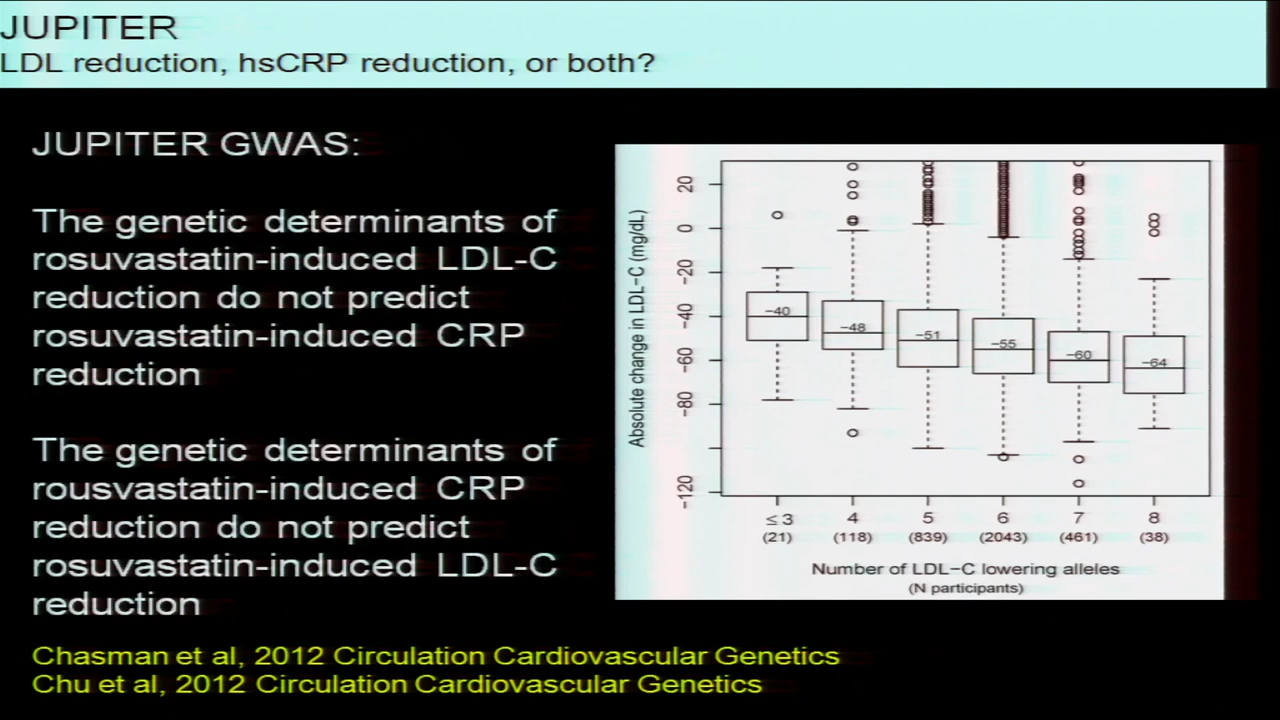 JUPITER
LDL reduction, hsCRP reduction, or both?
JUPITER GWAS:
The genetic determinants of
rosuvastatin-induced LDL-C
reduction do not predict
rosuvastatin-induced CRP
reduction
The genetic determinants of
rousvastatin-induced CRP
reduction do not predict
rosuvastatin-induced LDL-C
reduction
Chasman et al, 2012 Circulation Cardiovascular Genetics
Chu et al, 2012 Circulation Cardiovascular Genetics
Absolute change in LDL−C (mg/dL)
20
0
−20
−40
−60
−80
−120
−40
−48
−51
−55
−60
−64
≤ 3 4 5 6 7 8
(21) (118) (839) (2043) (461) (38)
Number of LDL−C lowering alleles
(N participants)